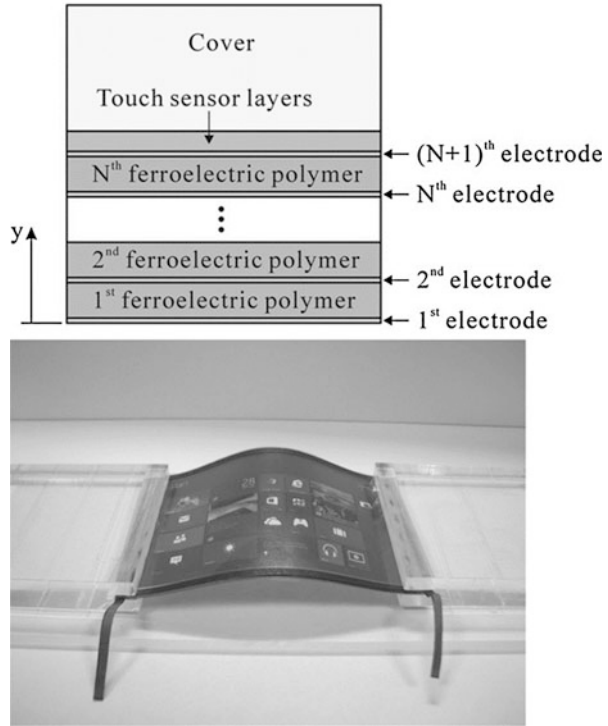 Cover
Touch sensor layers
(N+1)th electrode
Nth ferroelectric polymer
Nth electrode
y
2nd ferroelectric polymer
2nd electrode
1st ferroelectric polymer
1st electrode
28